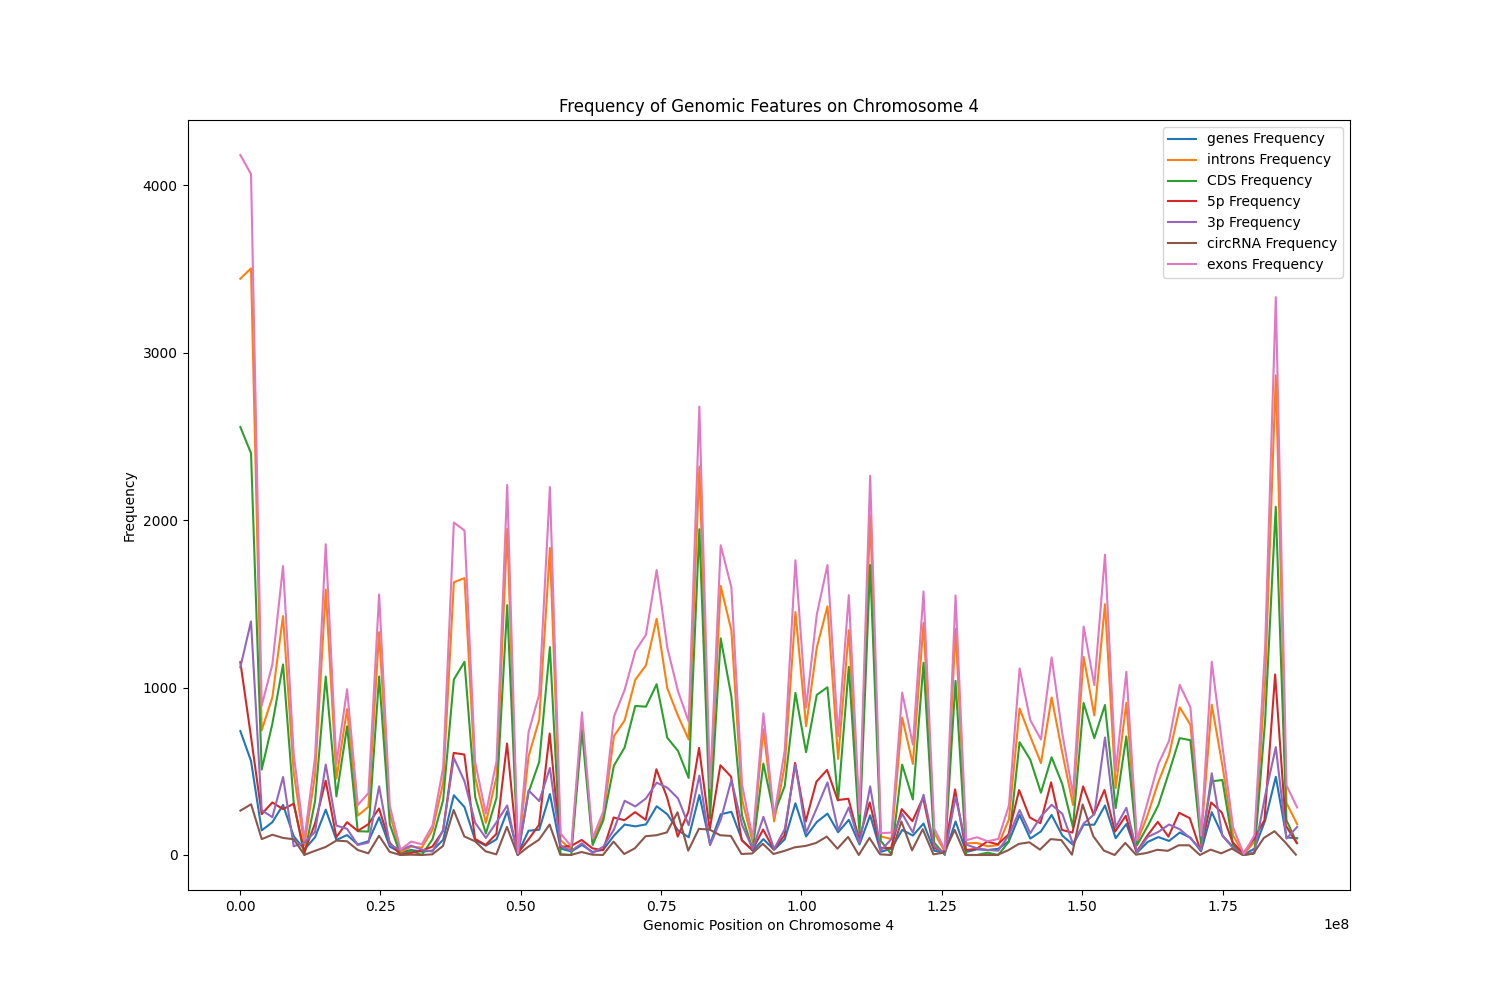 Frequency of Genomic Features on Chromosome 4
genes Frequency
introns Frequency
CDS Frequency
5p Frequency
3p Frequency
circRNA Frequency
exons Frequency
Frequency
4000
3000
2000
1000
0
0.00 0.25 0.50 0.75 1.00 1.25 1.50 1.75
1e8
Genomic Position on Chromosome 4